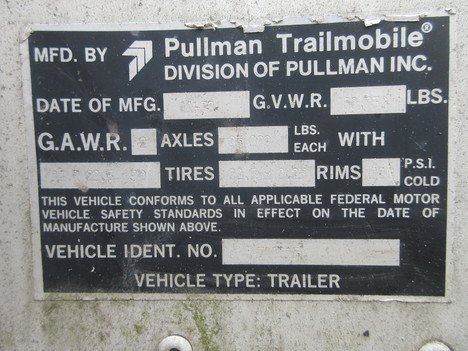 MFD. BY Pullman Trailmobile®
DIVISION OF PULLMAN INC.
DATE OF MFG. G.V.W.R. LBS.
G.A.W.R. AXLES LBS. EACH WITH
TIRES RIMS P.S.I. COLD
THIS VEHICLE CONFORMS TO ALL APPLICABLE FEDERAL MOTOR
VEHICLE SAFETY STANDARDS IN EFFECT ON THE DATE OF
MANUFACTURE SHOWN ABOVE.
VEHICLE IDENT. NO.
VEHICLE TYPE: TRAILER